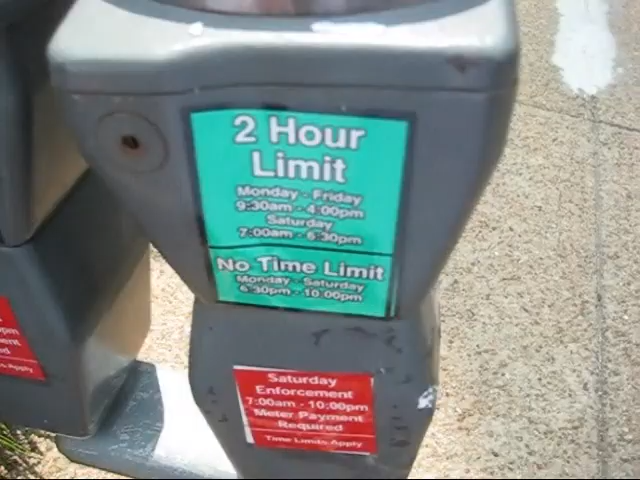 2 Hour
Limit
Monday - Friday
9:30am - 4:00pm
Saturday
7:00am - 6:30pm
No Time Limit
Monday - Saturday
6:30pm - 10:00pm
Saturday
Enforcement
7:00am - 10:00pm
Meter Payment
Required
Time Limits Apply
Apply